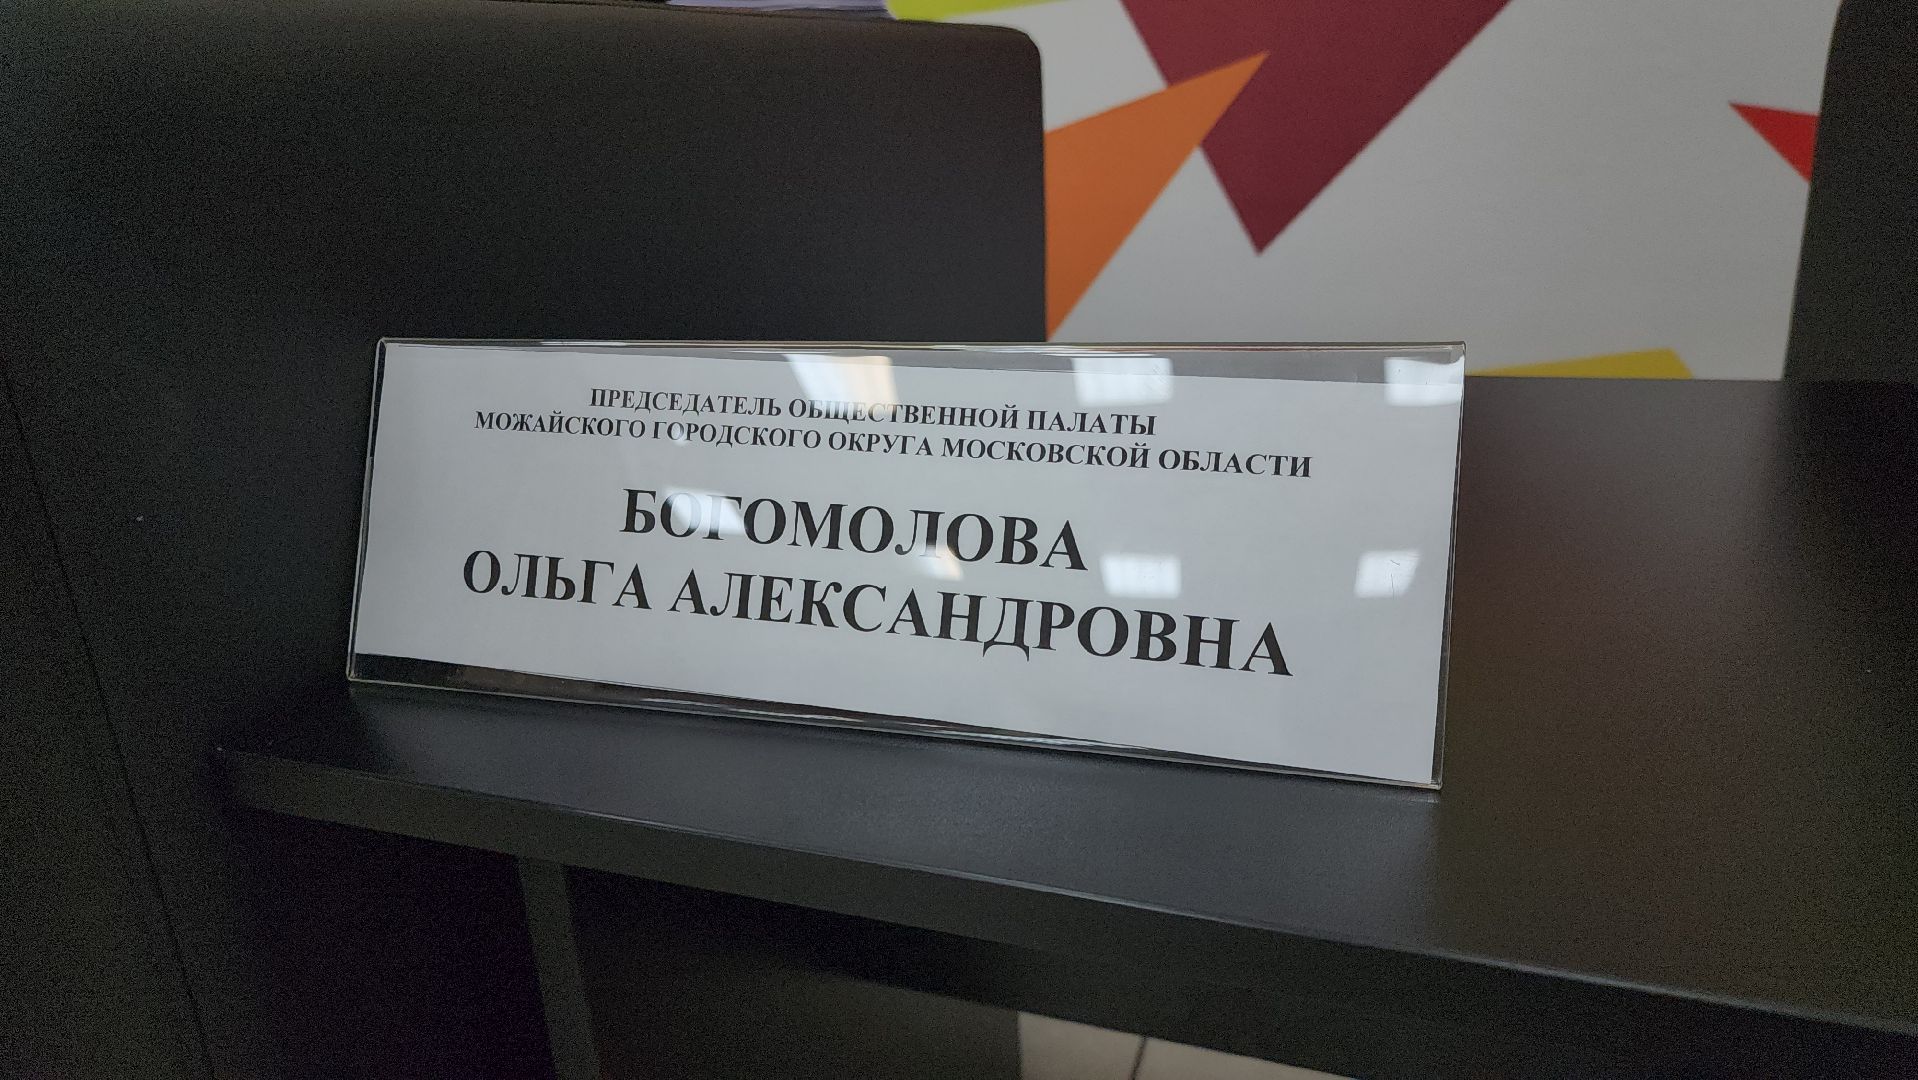 ПРЕДСЕДАТЕЛЬ ОБЩЕСТВЕННОЙ ПАЛАТЫ
МОЖАЙСКОГО ГОРОДСКОГО ОКРУГА МОСКОВСКОЙ ОБЛАСТИ
БОГОМОЛОВА
ОЛЬГА АЛЕКСАНДРОВНА